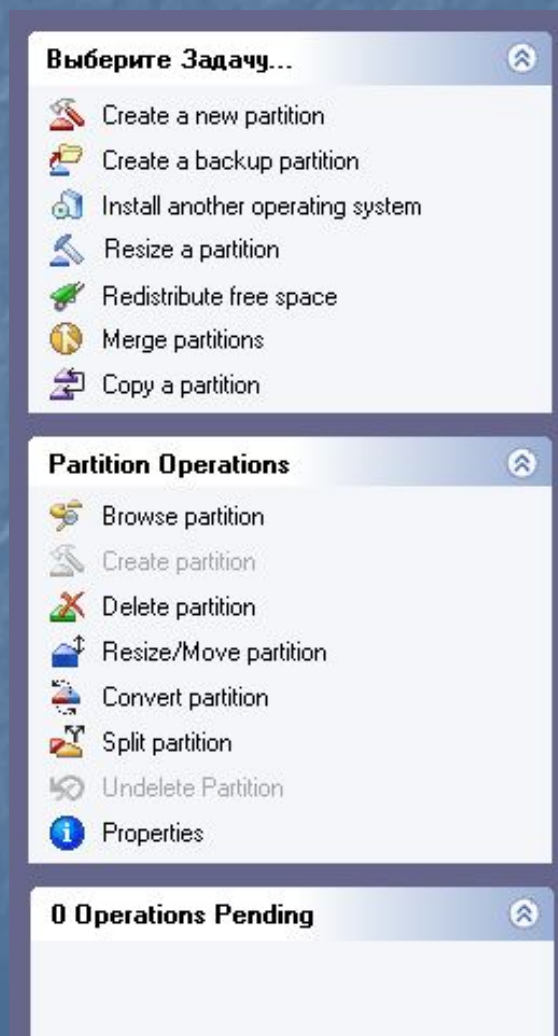 Выберите Задачу...
Create a new partition
Create a backup partition
Install another operating system
Resize a partition
Redistribute free space
Merge partitions
Copy a partition
Partition Operations
Browse partition
Create partition
Delete partition
Resize/Move partition
Convert partition
Split partition
Undelete Partition
Properties
0 Operations Pending